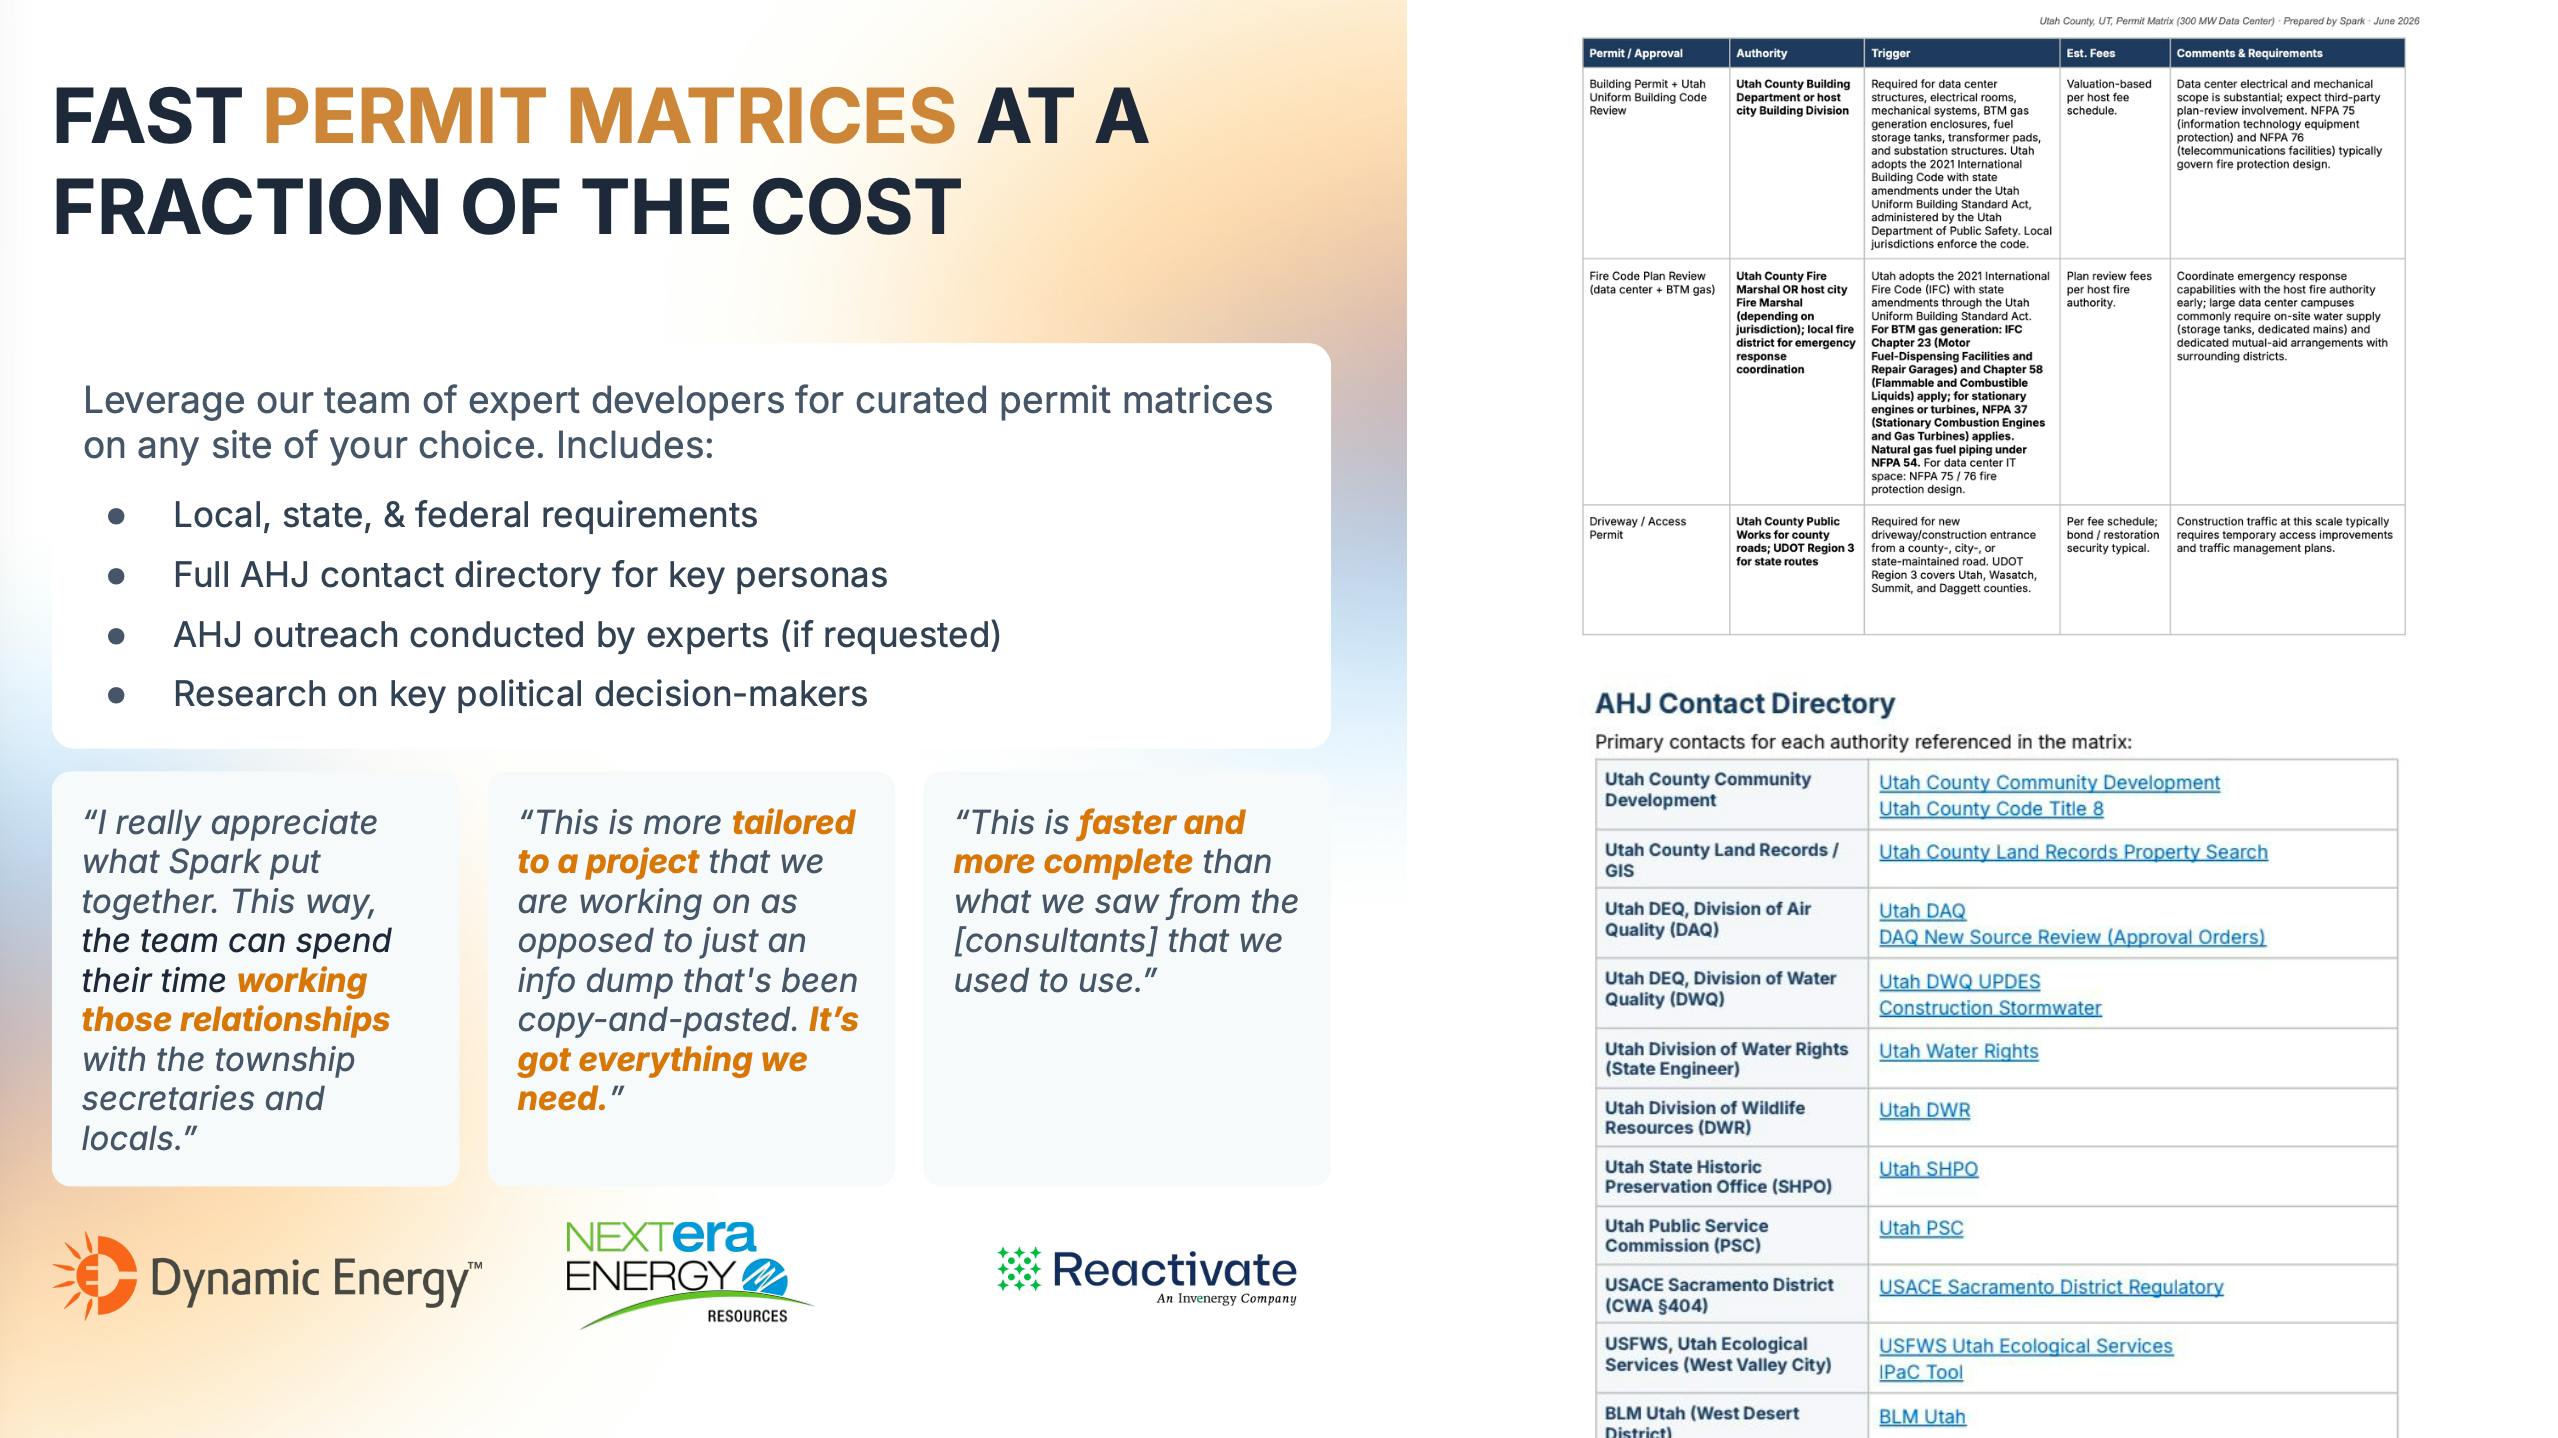 FAST PERMIT MATRICES AT A
FRACTION OF THE COST
Leverage our team of expert developers for curated permit matrices
on any site of your choice. Includes:
● Local, state, & federal requirements
● Full AHJ contact directory for key personas
● AHJ outreach conducted by experts (if requested)
● Research on key political decision-makers
“I really appreciate
what Spark put
together. This way,
the team can spend
their time working
those relationships
with the township
secretaries and
locals.”
“This is more tailored
to a project that we
are working on as
opposed to just an
info dump that's been
copy-and-pasted. It’s
got everything we
need.”
“This is faster and
more complete than
what we saw from the
[consultants] that we
used to use.”
Dynamic Energy™
NEXTera
ENERGY
RESOURCES
Reactivate
An Invenergy Company
Utah County, UT, Permit Matrix (300 MW Data Center) · Prepared by Spark · June 2026
Permit / Approval
Authority
Trigger
Est. Fees
Comments & Requirements
Building Permit + Utah
Uniform Building Code
Review
Utah County Building
Department or host
city Building Division
Required for data center
structures, electrical rooms,
mechanical systems, BTM gas
generation enclosures, fuel
storage tanks, transformer pads,
and substation structures. Utah
adopts the 2021 International
Building Code with state
amendments under the Utah
Uniform Building Standard Act,
administered by the Utah
Department of Public Safety. Local
jurisdictions enforce the code.
Valuation-based
per host fee
schedule.
Data center electrical and mechanical
scope is substantial; expect third-party
plan-review involvement. NFPA 75
(information technology equipment
protection) and NFPA 76
(telecommunications facilities) typically
govern fire protection design.
Fire Code Plan Review
(data center + BTM gas)
Utah County Fire
Marshal OR host city
Fire Marshal
(depending on
jurisdiction); local fire
district for emergency
response
coordination
Utah adopts the 2021 International
Fire Code (IFC) with state
amendments through the Utah
Uniform Building Standard Act.
For BTM gas generation: IFC
Chapter 23 (Motor
Fuel-Dispensing Facilities and
Repair Garages) and Chapter 58
(Flammable and Combustible
Liquids) apply; for stationary
engines or turbines, NFPA 37
(Stationary Combustion Engines
and Gas Turbines) applies.
Natural gas fuel piping under
NFPA 54. For data center IT
space: NFPA 75 / 76 fire
protection design.
Plan review fees
per host fire
authority.
Coordinate emergency response
capabilities with the host fire authority
early; large data center campuses
commonly require on-site water supply
(storage tanks, dedicated mains) and
dedicated mutual-aid arrangements with
surrounding districts.
Driveway / Access
Permit
Utah County Public
Works for county
roads; UDOT Region 3
for state routes
Required for new
driveway/construction entrance
from a county-, city-, or
state-maintained road. UDOT
Region 3 covers Utah, Wasatch,
Summit, and Daggett counties.
Per fee schedule;
bond / restoration
security typical.
Construction traffic at this scale typically
requires temporary access improvements
and traffic management plans.
AHJ Contact Directory
Primary contacts for each authority referenced in the matrix:
Utah County Community
Development
Utah County Community Development
Utah County Code Title 8
Utah County Land Records /
GIS
Utah County Land Records Property Search
Utah DEQ, Division of Air
Quality (DAQ)
Utah DAQ
DAQ New Source Review (Approval Orders)
Utah DEQ, Division of Water
Quality (DWQ)
Utah DWQ UPDES
Construction Stormwater
Utah Division of Water Rights
(State Engineer)
Utah Water Rights
Utah Division of Wildlife
Resources (DWR)
Utah DWR
Utah State Historic
Preservation Office (SHPO)
Utah SHPO
Utah Public Service
Commission (PSC)
Utah PSC
USACE Sacramento District
(CWA §404)
USACE Sacramento District Regulatory
USFWS, Utah Ecological
Services (West Valley City)
USFWS Utah Ecological Services
IPaC Tool
BLM Utah (West Desert
District)
BLM Utah